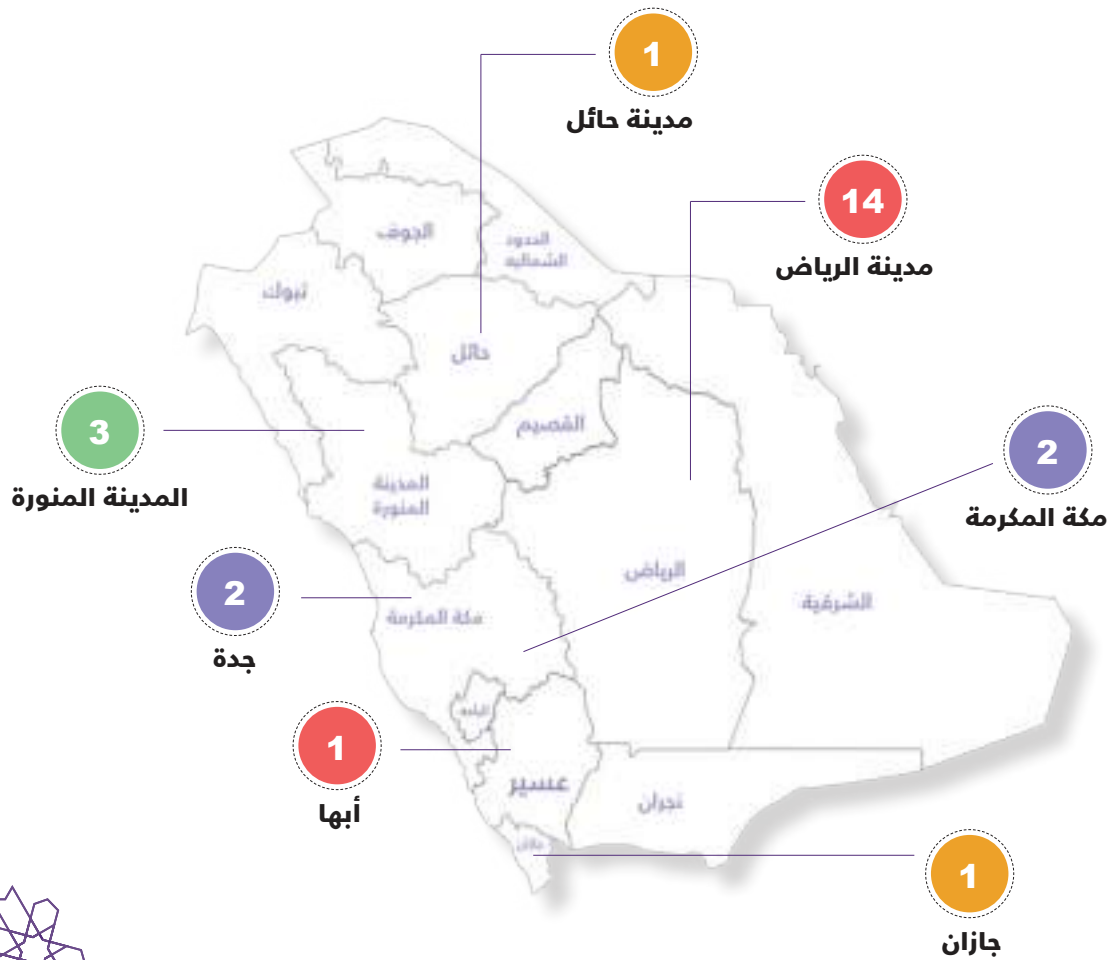 1
مدينة حائل
14
مدينة الرياض
الجوف
الحدود
الشمالية
تبوك
حائل
3
المدينة المنورة
القصيم
2
مكة المكرمة
المدينة
المنورة
الرياض
الشرقية
2
جدة
مكة المكرمة
الباحة
1
أبها
عسير
نجران
جازان
1
جازان